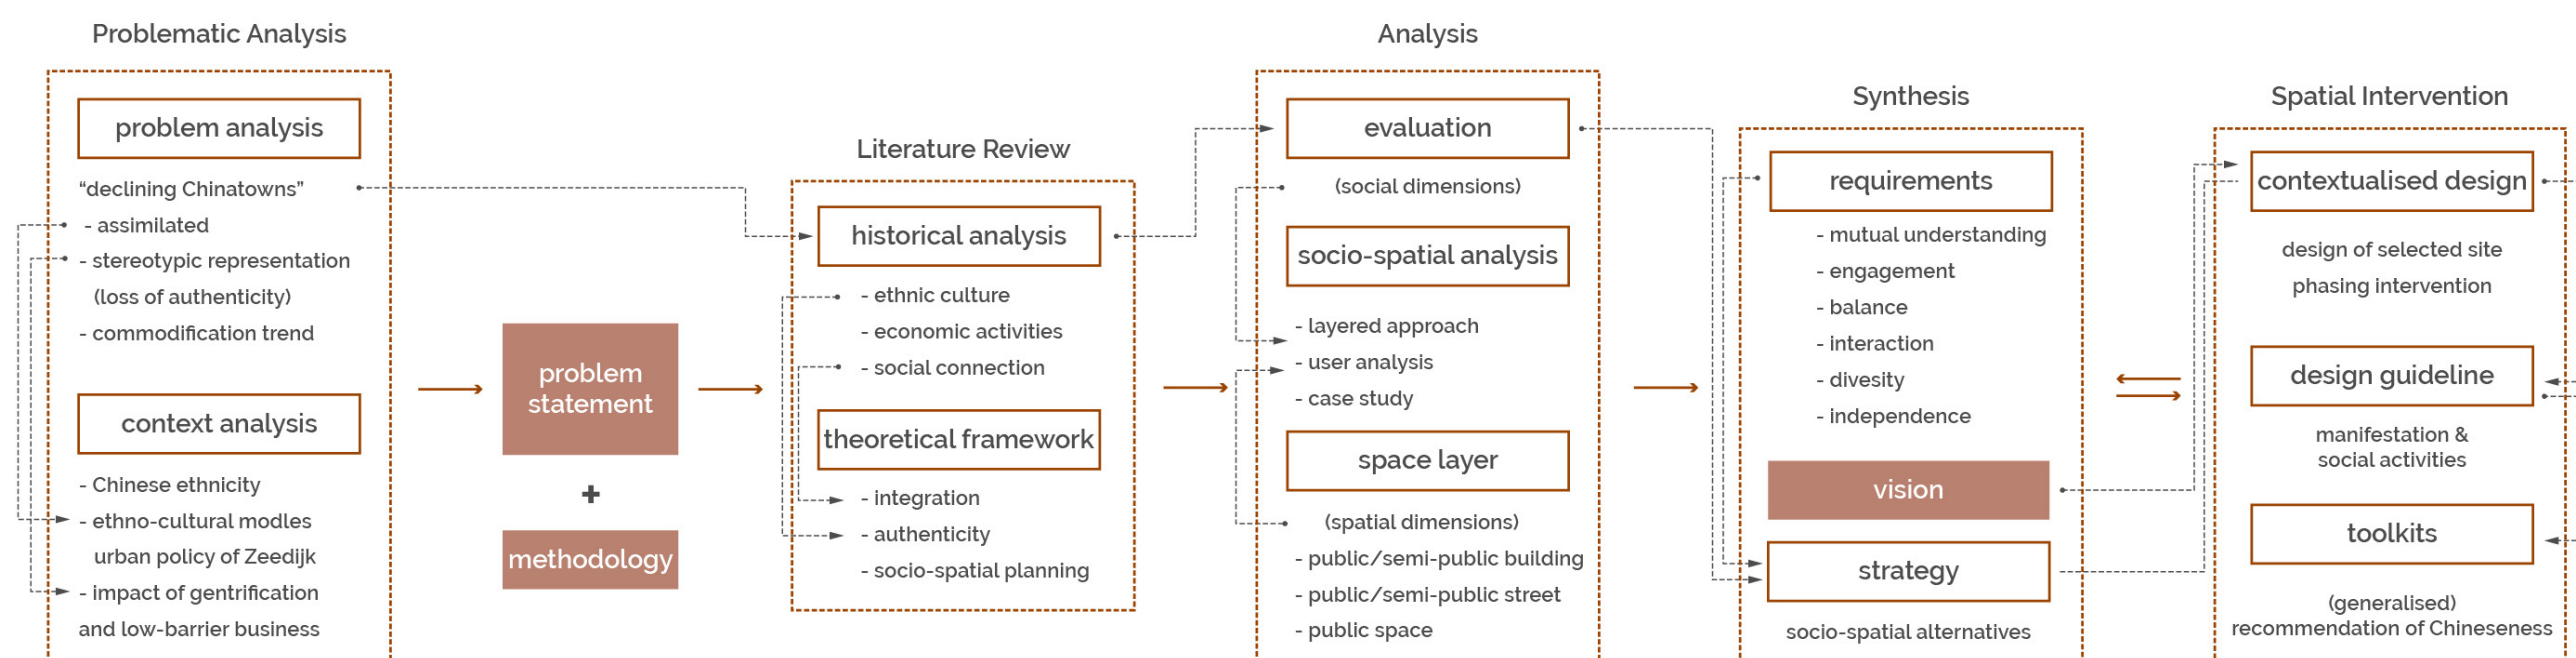 Problematic Analysis
problem analysis
“declining Chinatowns”
- assimilated
- stereotypic representation
(loss of authenticity)
- commodification trend
context analysis
- Chinese ethnicity
- ethno-cultural modles
urban policy of Zeedijk
- impact of gentrification
and low-barrier business
problem
statement
+
methodology
Literature Review
historical analysis
- ethnic culture
- economic activities
- social connection
theoretical framework
- integration
- authenticity
- socio-spatial planning
Analysis
evaluation
(social dimensions)
socio-spatial analysis
- layered approach
- user analysis
- case study
space layer
(spatial dimensions)
- public/semi-public building
- public/semi-public street
- public space
Synthesis
requirements
- mutual understanding
- engagement
- balance
- interaction
- divesity
- independence
vision
strategy
socio-spatial alternatives
Spatial Intervention
contextualised design
design of selected site
phasing intervention
design guideline
manifestation &
social activities
toolkits
(generalised)
recommendation of Chineseness